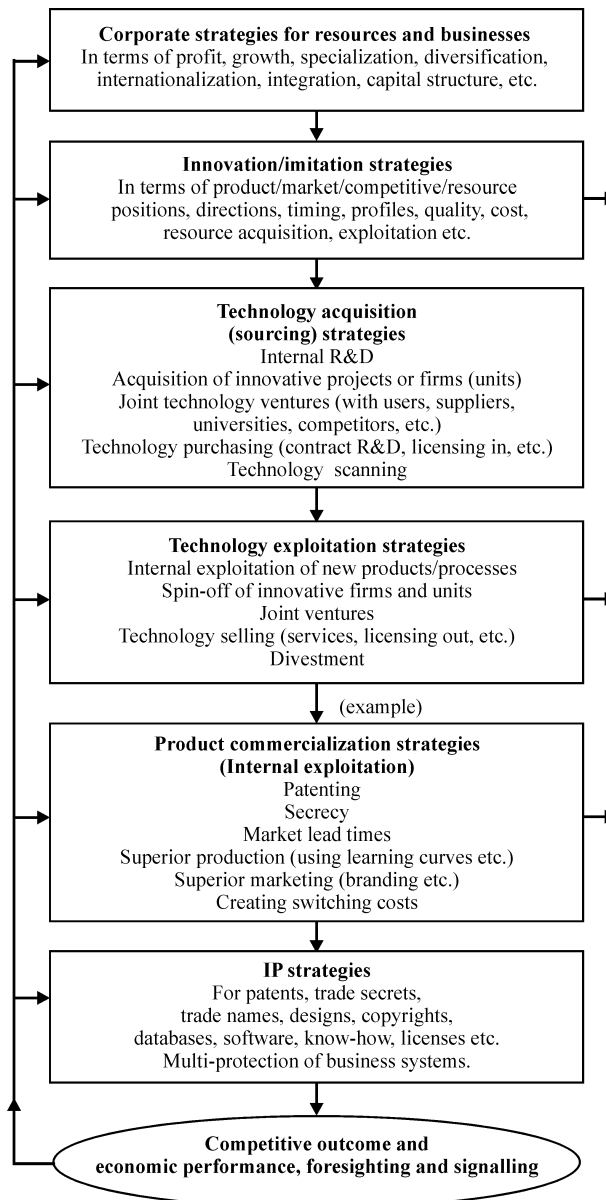 Corporate strategies for resources and businesses
In terms of profit, growth, specialization, diversification,
internationalization, integration, capital structure, etc.
Innovation/imitation strategies
In terms of product/market/competitive/resource
positions, directions, timing, profiles, quality, cost,
resource acquisition, exploitation etc.
Technology acquisition
(sourcing) strategies
Internal R&D
Acquisition of innovative projects or firms (units)
Joint technology ventures (with users, suppliers,
universities, competitors, etc.)
Technology purchasing (contract R&D, licensing in, etc.)
Technology scanning
Technology exploitation strategies
Internal exploitation of new products/processes
Spin-off of innovative firms and units
Joint ventures
Technology selling (services, licensing out, etc.)
Divestment
(example)
Product commercialization strategies
(Internal exploitation)
Patenting
Secrecy
Market lead times
Superior production (using learning curves etc.)
Superior marketing (branding etc.)
Creating switching costs
IP strategies
For patents, trade secrets,
trade names, designs, copyrights,
databases, software, know-how, licenses etc.
Multi-protection of business systems.
Competitive outcome and
economic performance, foresighting and signalling